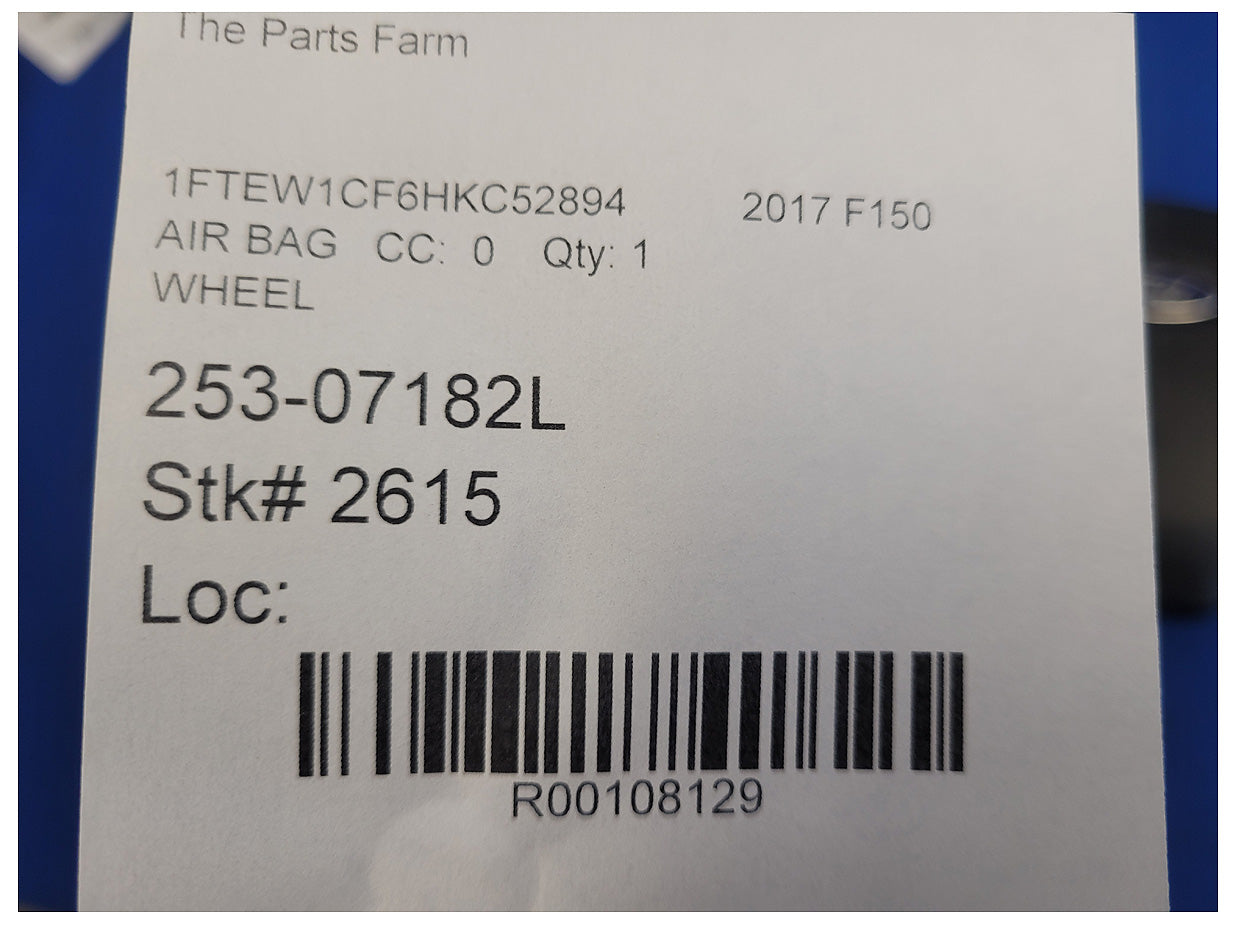 The Parts Farm
1FTEW1CF6HKC52894 2017 F150
AIR BAG CC: 0 Qty: 1
WHEEL
253-07182L
Stk# 2615
Loc:
R00108129